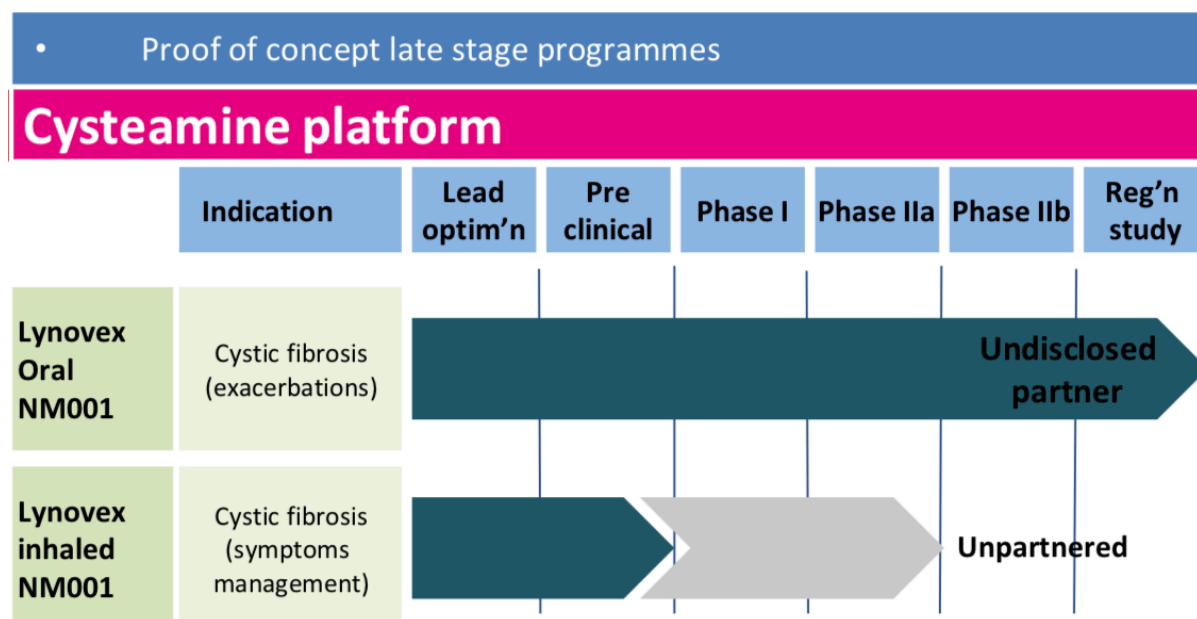 • Proof of concept late stage programmes
Cysteamine platform
Indication
Lead
optim’n
Pre
clinical
Phase I
Phase IIa
Phase IIb
Reg’n
study
Lynovex
Oral
NM001
Cystic fibrosis
(exacerbations)
Undisclosed
partner
Lynovex
inhaled
NM001
Cystic fibrosis
(symptoms
management)
Unpartnered